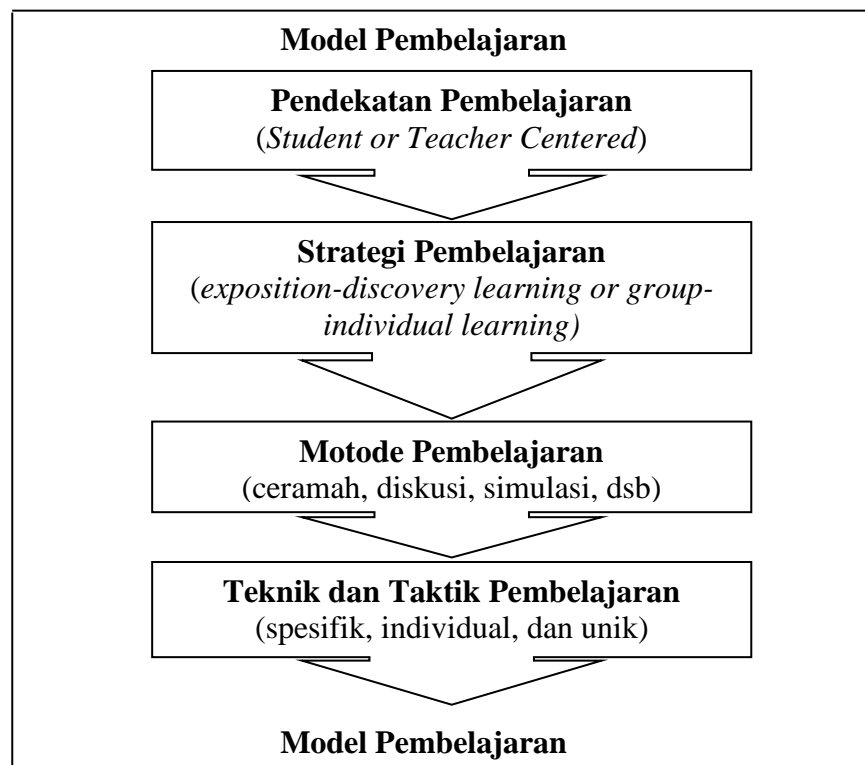 Model Pembelajaran
Pendekatan Pembelajaran
(Student or Teacher Centered)
Strategi Pembelajaran
(exposition-discovery learning or group-
individual learning)
Motode Pembelajaran
(ceramah, diskusi, simulasi, dsb)
Teknik dan Taktik Pembelajaran
(spesifik, individual, dan unik)
Model Pembelajaran